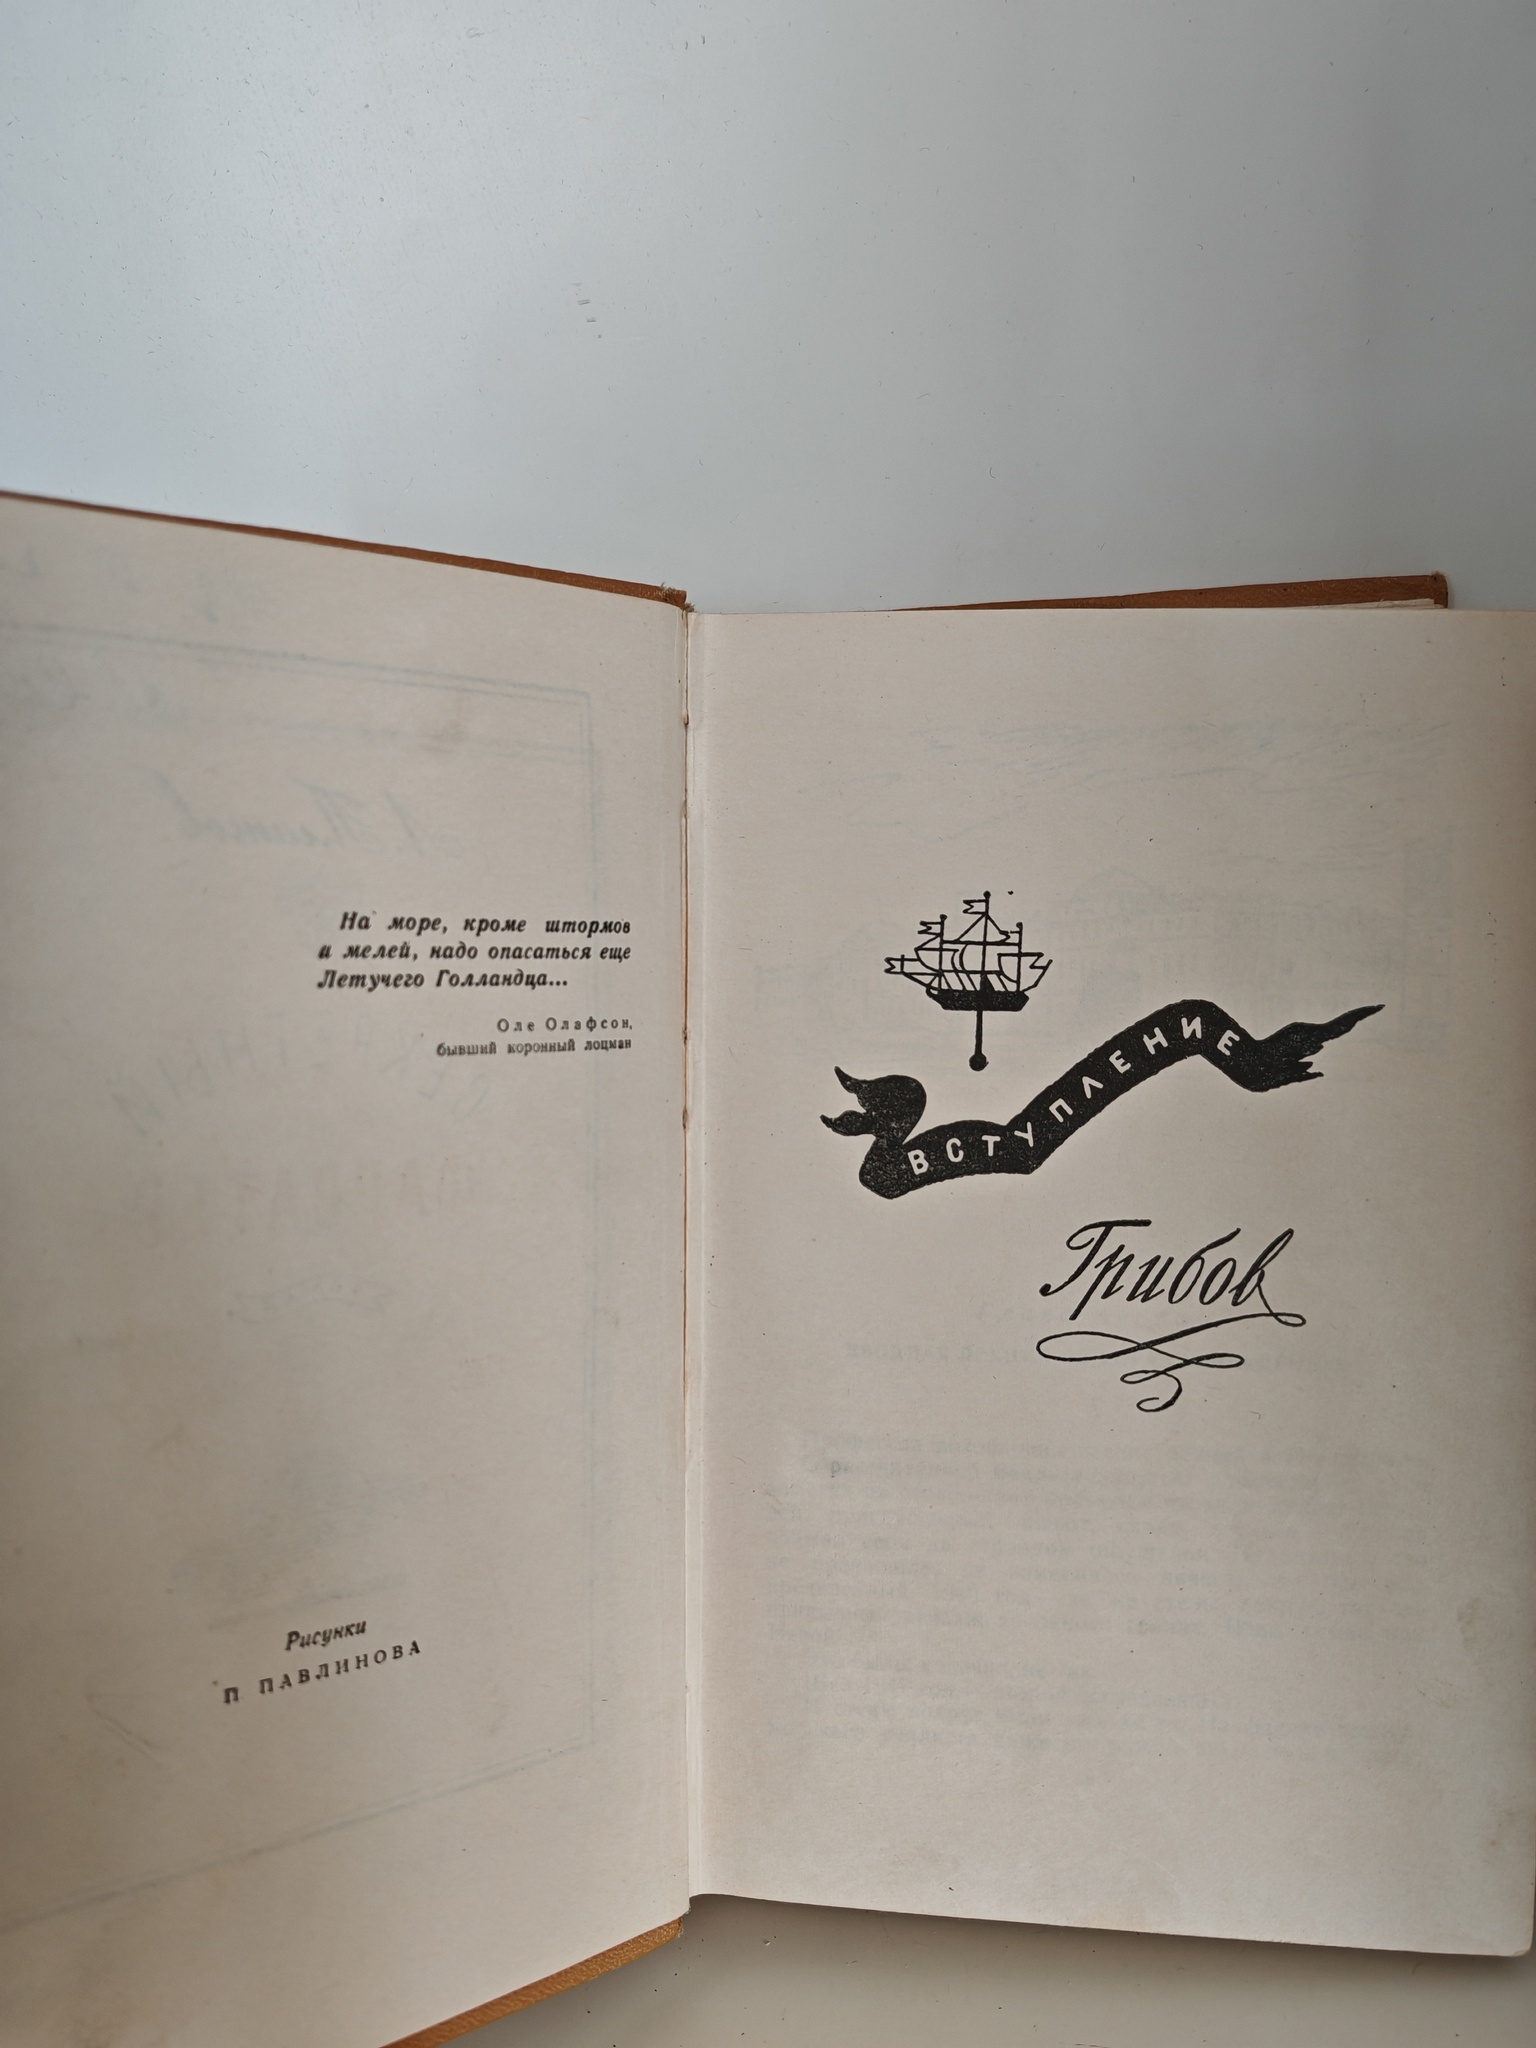 На море, кроме штормов
и мелей, надо опасаться еще
Летучего Голландца...
Оле Олафсон,
бывший коронный лоцман
Рисунки
П ПАВЛИНОВА
ВСТУПЛЕНИЕ
Грибов